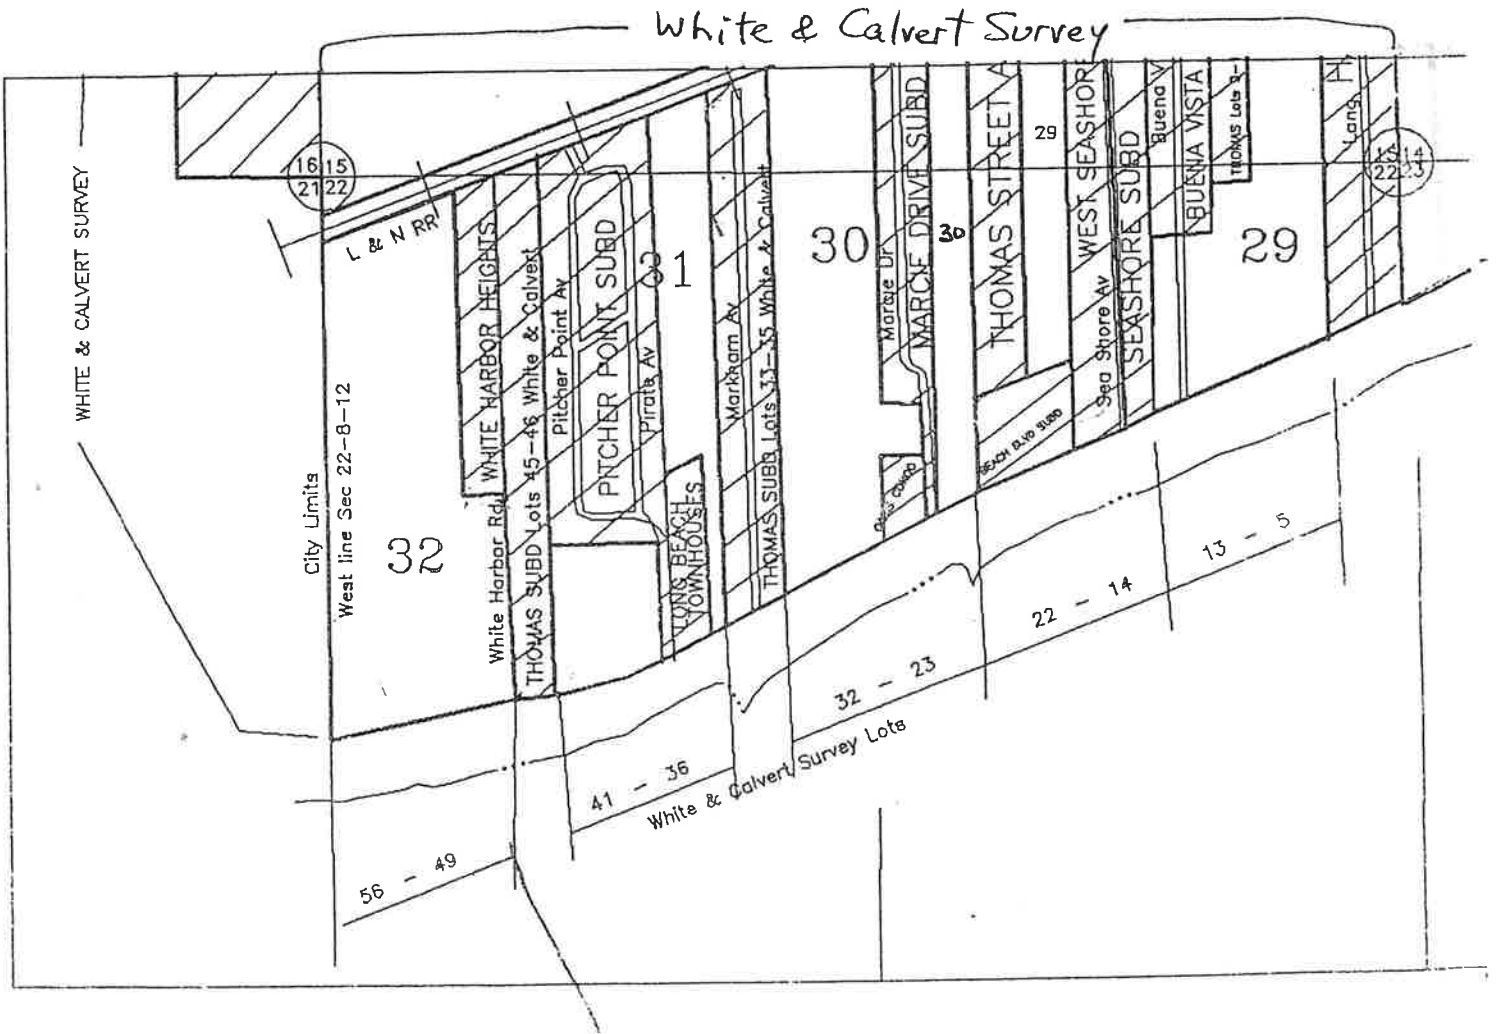 White & Calvert Survey
WHITE & CALVERT SURVEY
16 15
21 22
L & N RR
City Limits
West line Sec 22-8-12
32
WHITE HARBOR HEIGHTS
White Harbor Rd
THOMAS SUBD Lots 45-46 White & Calvert
Pitcher Point Av
PITCHER POINT SUBD
Pirate Av
31
LONG BEACH
TOWNHOUSES
Markham Av
THOMAS SUBD Lots 33-35 White & Calvert
30
Marcie Dr
MARCIE DRIVE SUBD
CONDO
30
THOMAS STREET A
BEACH BLVD SUBD
29
WEST SEASHORE
Sea Shore Av
SEASHORE SUBD
Buena V
BUENA VISTA
THOMAS Lots
29
Lang
14
22 23
56 - 49
41 - 36
32 - 23
22 - 14
13 - 5
White & Calvert Survey Lots